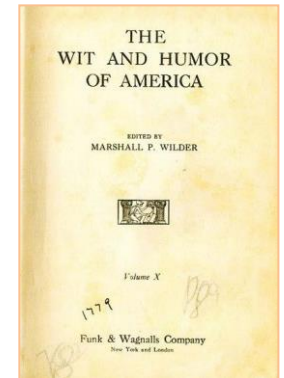 THE
WIT AND HUMOR
OF AMERICA
EDITED BY
MARSHALL P. WILDER
Volume X
1779
Funk & Wagnalls Company
New York and London